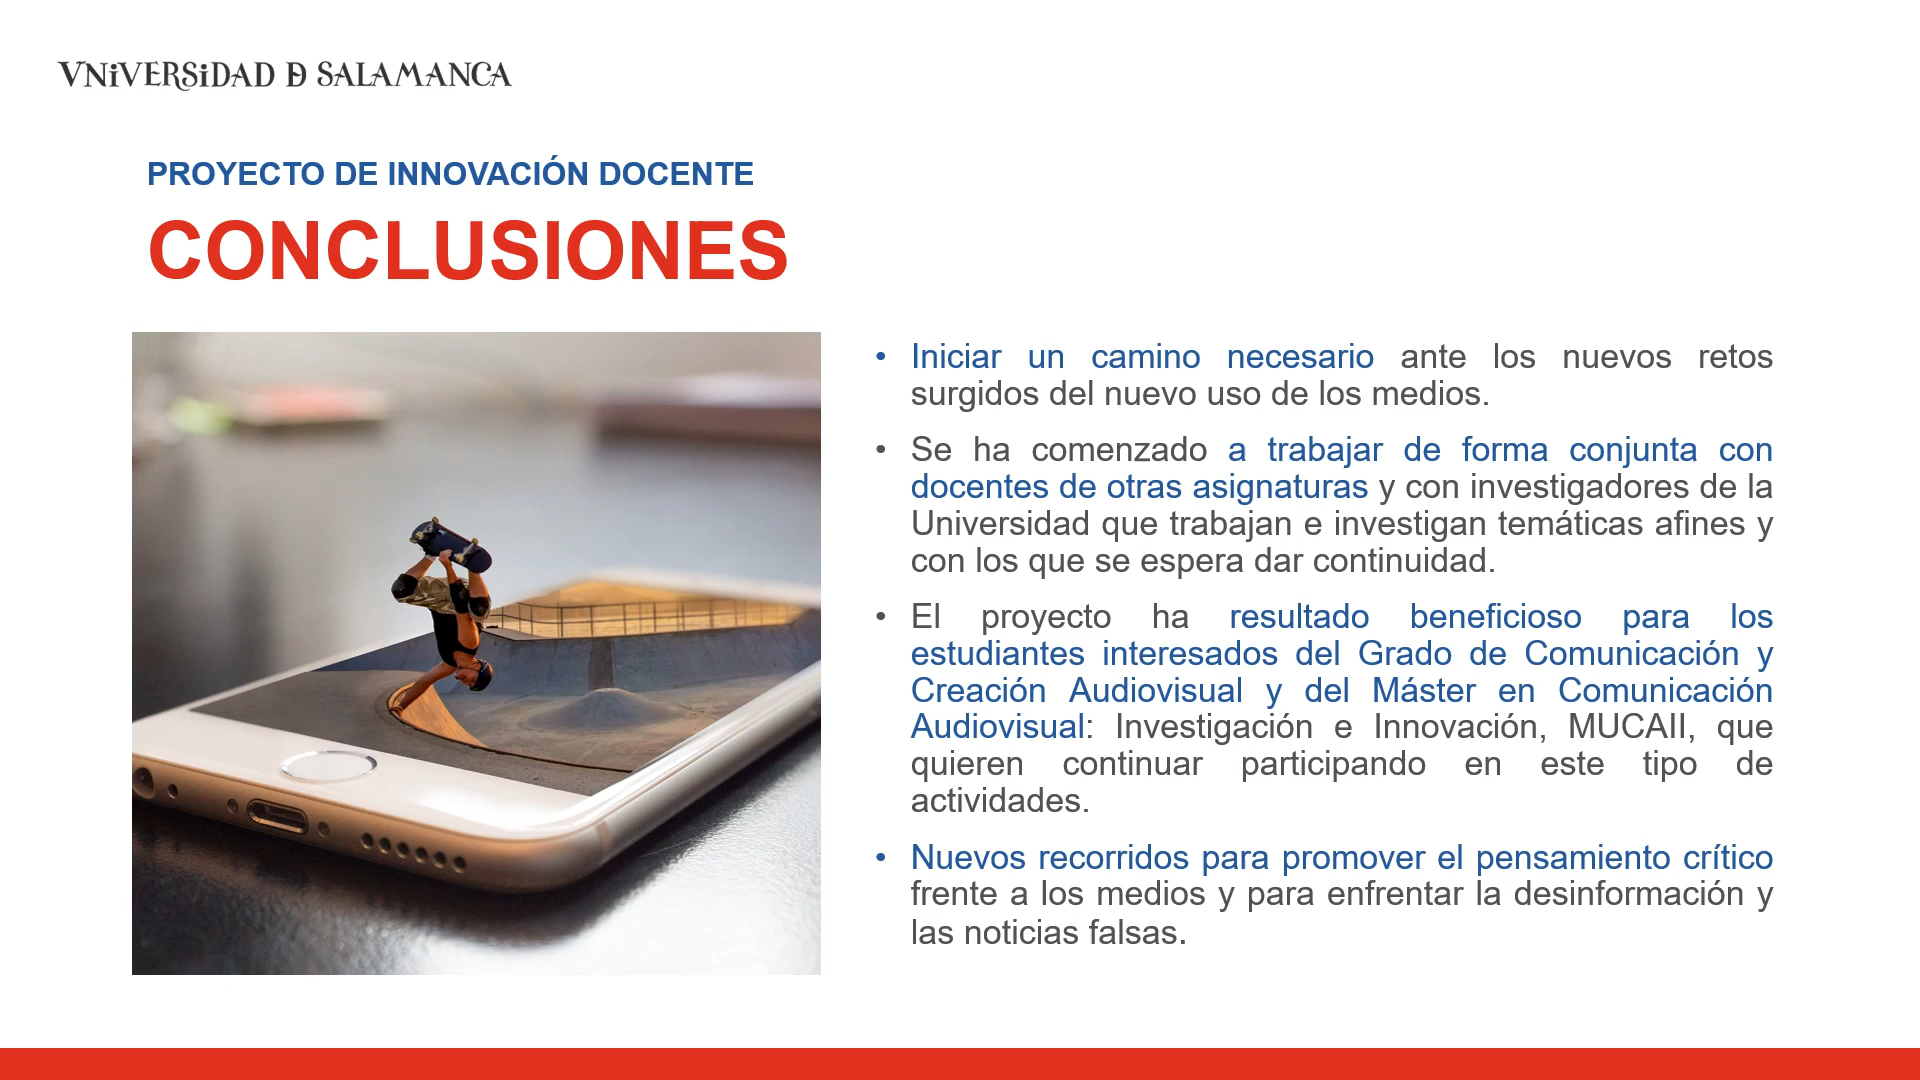 VNiVERSiDAD Ð SALAMANCA
PROYECTO DE INNOVACIÓN DOCENTE
CONCLUSIONES
• Iniciar un camino necesario ante los nuevos retos
surgidos del nuevo uso de los medios.
• Se ha comenzado a trabajar de forma conjunta con
docentes de otras asignaturas y con investigadores de la
Universidad que trabajan e investigan temáticas afines y
con los que se espera dar continuidad.
• El proyecto ha resultado beneficioso para los
estudiantes interesados del Grado de Comunicación y
Creación Audiovisual y del Máster en Comunicación
Audiovisual: Investigación e Innovación, MUCAII, que
quieren continuar participando en este tipo de
actividades.
• Nuevos recorridos para promover el pensamiento crítico
frente a los medios y para enfrentar la desinformación y
las noticias falsas.